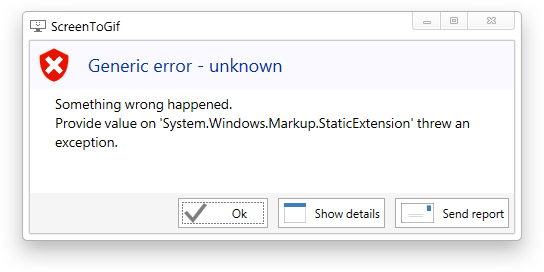 ScreenToGif
Generic error - unknown
Something wrong happened.
Provide value on 'System.Windows.Markup.StaticExtension' threw an
exception.
Ok
Show details
Send report